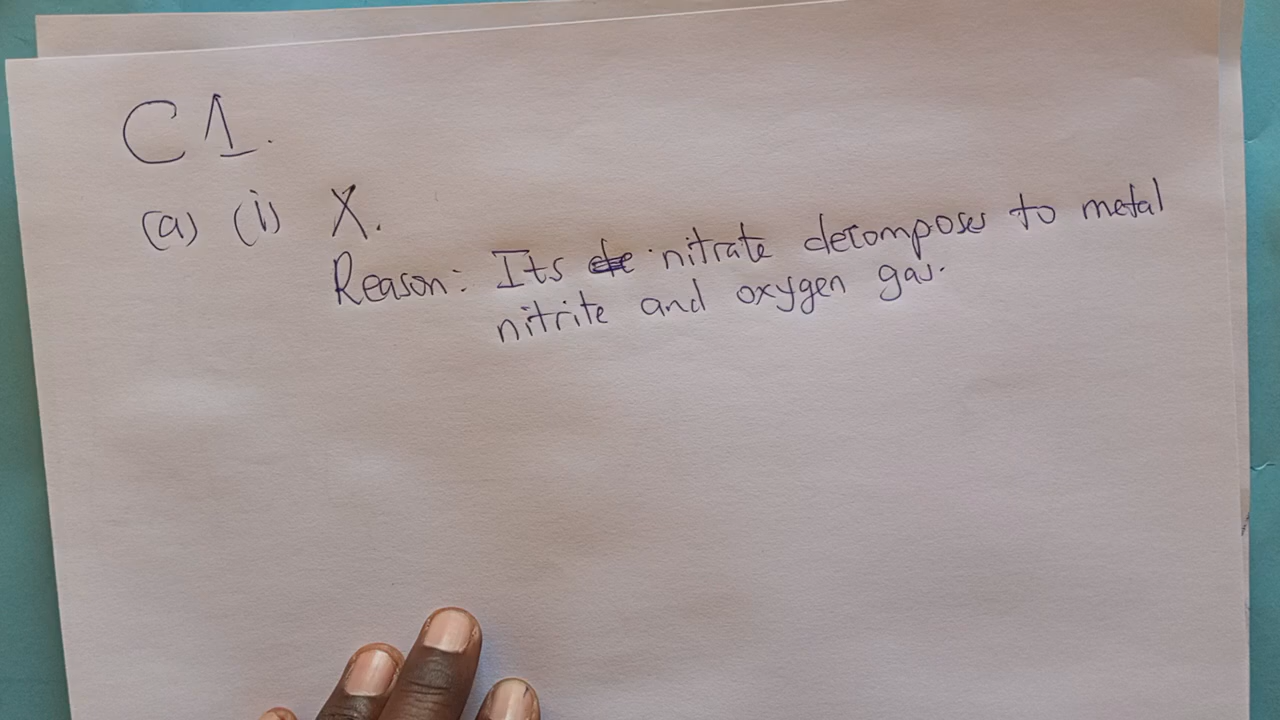 C1.
(a) (i) X.
Reason: Its nitrate decomposes to metal
nitrite and oxygen gas.